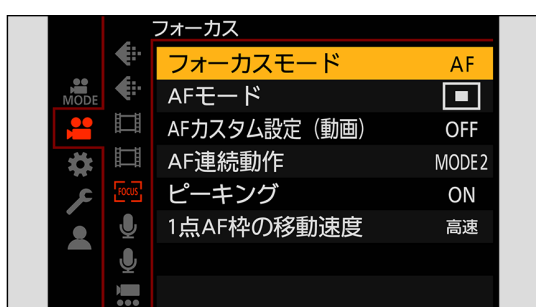 フォーカス
フォーカスモード AF
MODE
AFモード
AFカスタム設定（動画） OFF
AF連続動作 MODE2
FOCUS
ピーキング ON
1点AF枠の移動速度 高速